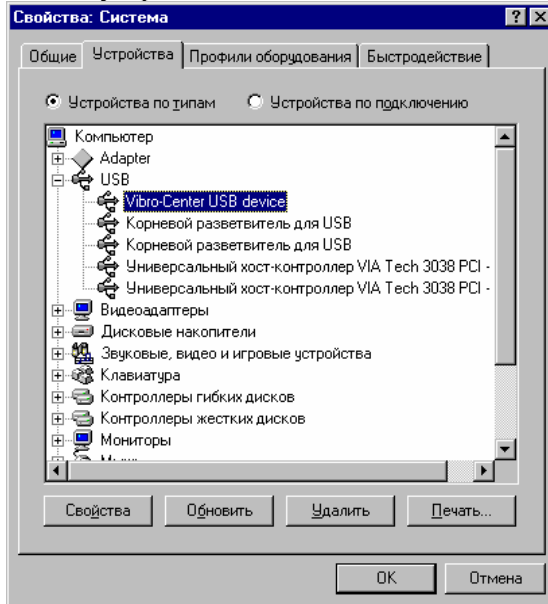 Свойства: Система
Общие Устройства Профили оборудования Быстродействие
Устройства по типам Устройства по подключению
Компьютер
Adapter
USB
Vibro-Center USB device
Корневой разветвитель для USB
Корневой разветвитель для USB
Универсальный хост-контроллер VIA Tech 3038 PCI -
Универсальный хост-контроллер VIA Tech 3038 PCI -
Видеоадаптеры
Дисковые накопители
Звуковые, видео и игровые устройства
Клавиатура
Контроллеры гибких дисков
Контроллеры жестких дисков
Мониторы
Свойства Обновить Удалить Печать...
OK Отмена